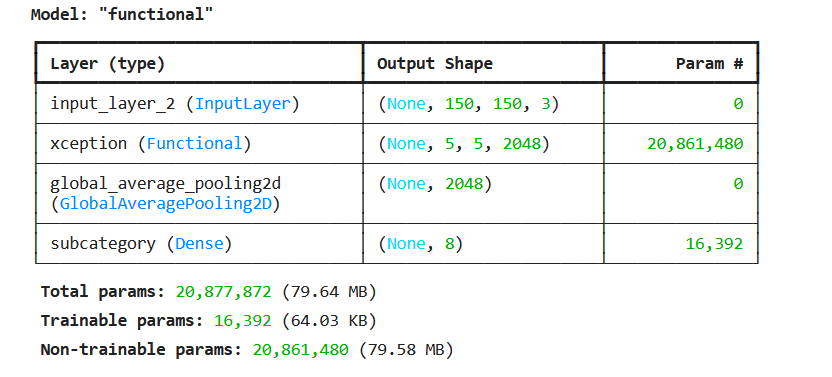 Model: "functional"
Layer (type) Output Shape Param #
input_layer_2 (InputLayer) (None, 150, 150, 3) 0
xception (Functional) (None, 5, 5, 2048) 20,861,480
global_average_pooling2d (None, 2048) 0
(GlobalAveragePooling2D)
subcategory (Dense) (None, 8) 16,392
Total params: 20,877,872 (79.64 MB)
Trainable params: 16,392 (64.03 KB)
Non-trainable params: 20,861,480 (79.58 MB)